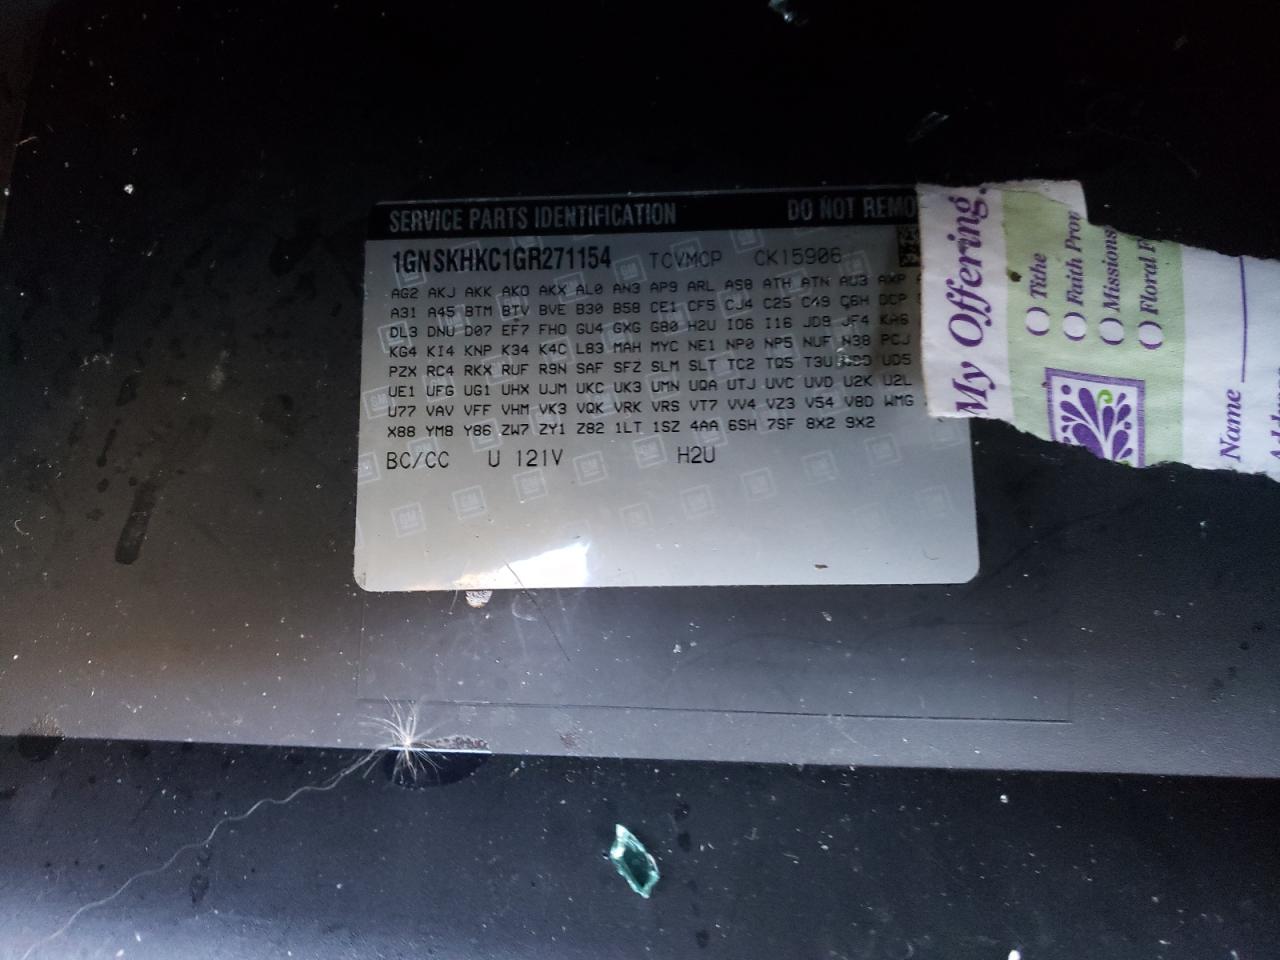 SERVICE PARTS IDENTIFICATION DO NOT REMO
1GNSKHKC1GR271154 TCVMCP CK15906
AG2 AKJ AKK AKO AKX AL0 AN3 AP9 ARL AS8 ATH ATN AU3 AXP
A31 A45 BTM BTV BVE B30 B58 CE1 CF5 CJ4 C25 C49 C6H DCP
DL3 DNU D07 EF7 FHO GU4 GXG G80 H2U IO6 I16 JD9 JF4 KA6
KG4 KI4 KNP K34 K4C L83 MAH MYC NE1 NP0 NP5 NUF N38 PCJ
PZX RC4 RKX RUF R9N SAF SFZ SLM SLT TC2 TQ5 T3U UD5
UE1 UFG UG1 UHX UJM UKC UK3 UMN UQA UTJ UVC UVD U2K U2L
U77 VAV VFF VHM VK3 VQK VRK VRS VT7 VV4 VZ3 V54 V8D WMG
X88 YM8 Y86 ZW7 ZY1 Z82 1LT 1SZ 4AA 6SH 7SF 8X2 9X2
BC/CC U 121V H2U
My Offering.
Tithe
Faith Pro
Missions
Floral F
Name